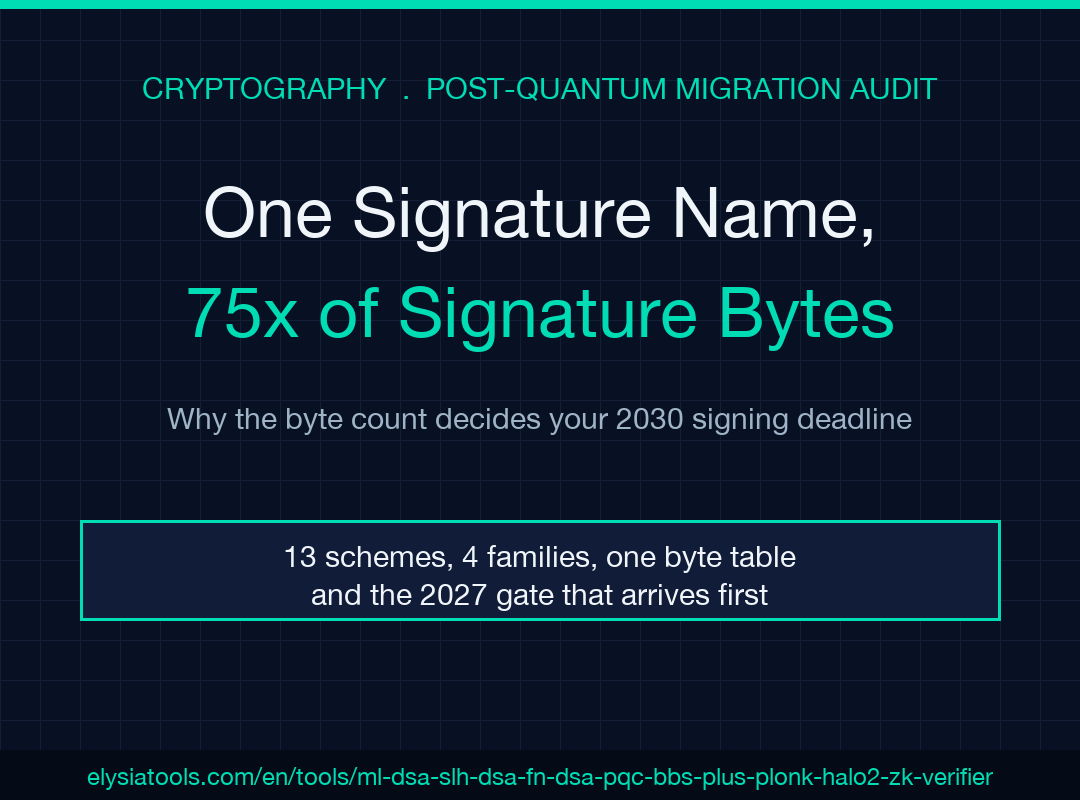 CRYPTOGRAPHY . POST-QUANTUM MIGRATION AUDIT
One Signature Name,
75x of Signature Bytes
Why the byte count decides your 2030 signing deadline
13 schemes, 4 families, one byte table
and the 2027 gate that arrives first
elysiatools.com/en/tools/ml-dsa-slh-dsa-fn-dsa-pqc-bbs-plus-plonk-halo2-zk-verifier